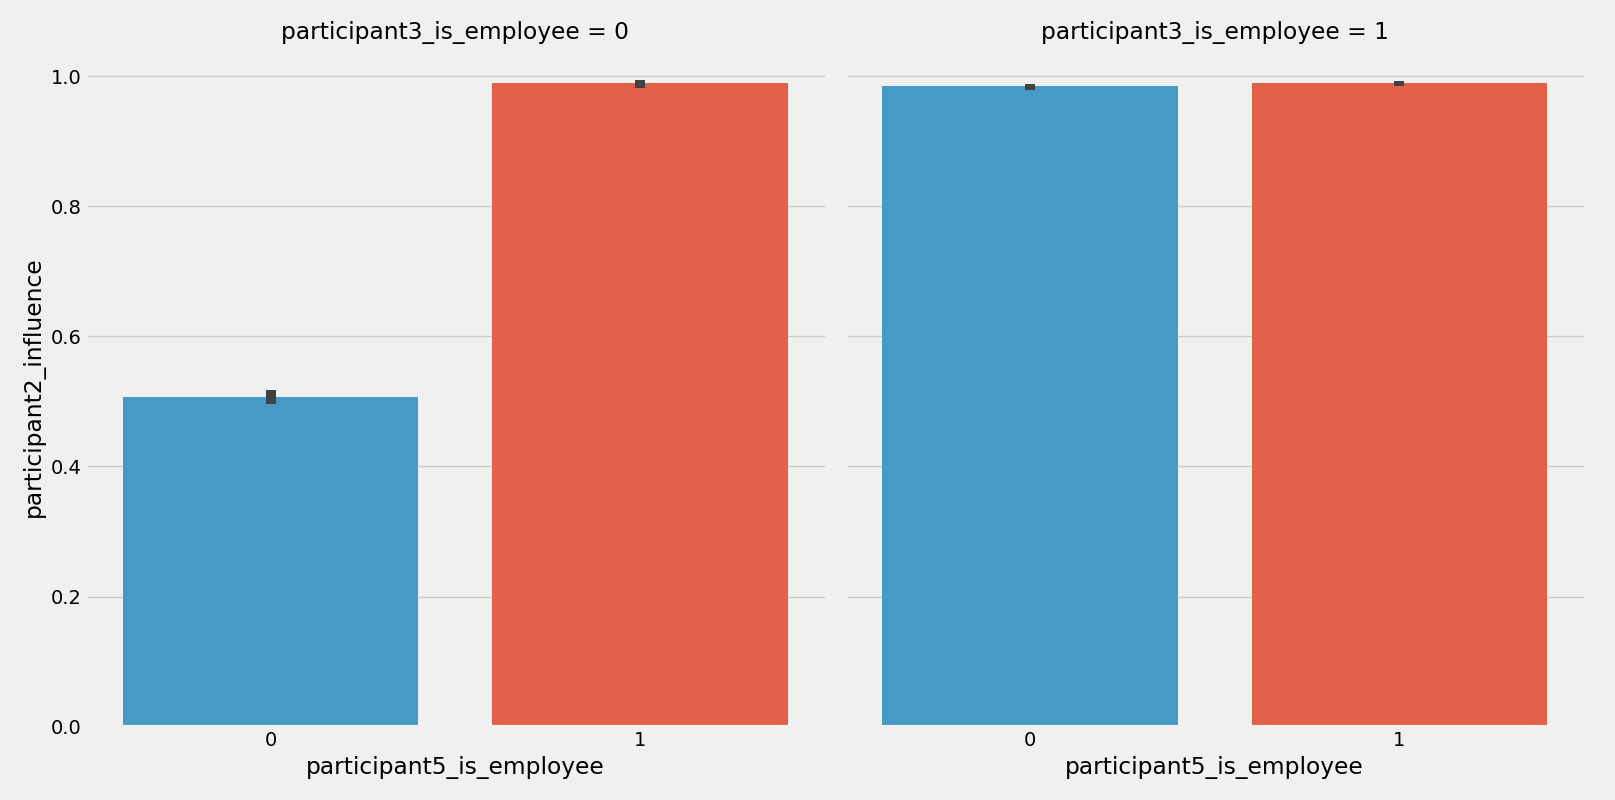 participant3_is_employee = 0
participant3_is_employee = 1
participant2_influence
1.0
0.8
0.6
0.4
0.2
0.0
0 1
0 1
participant5_is_employee
participant5_is_employee